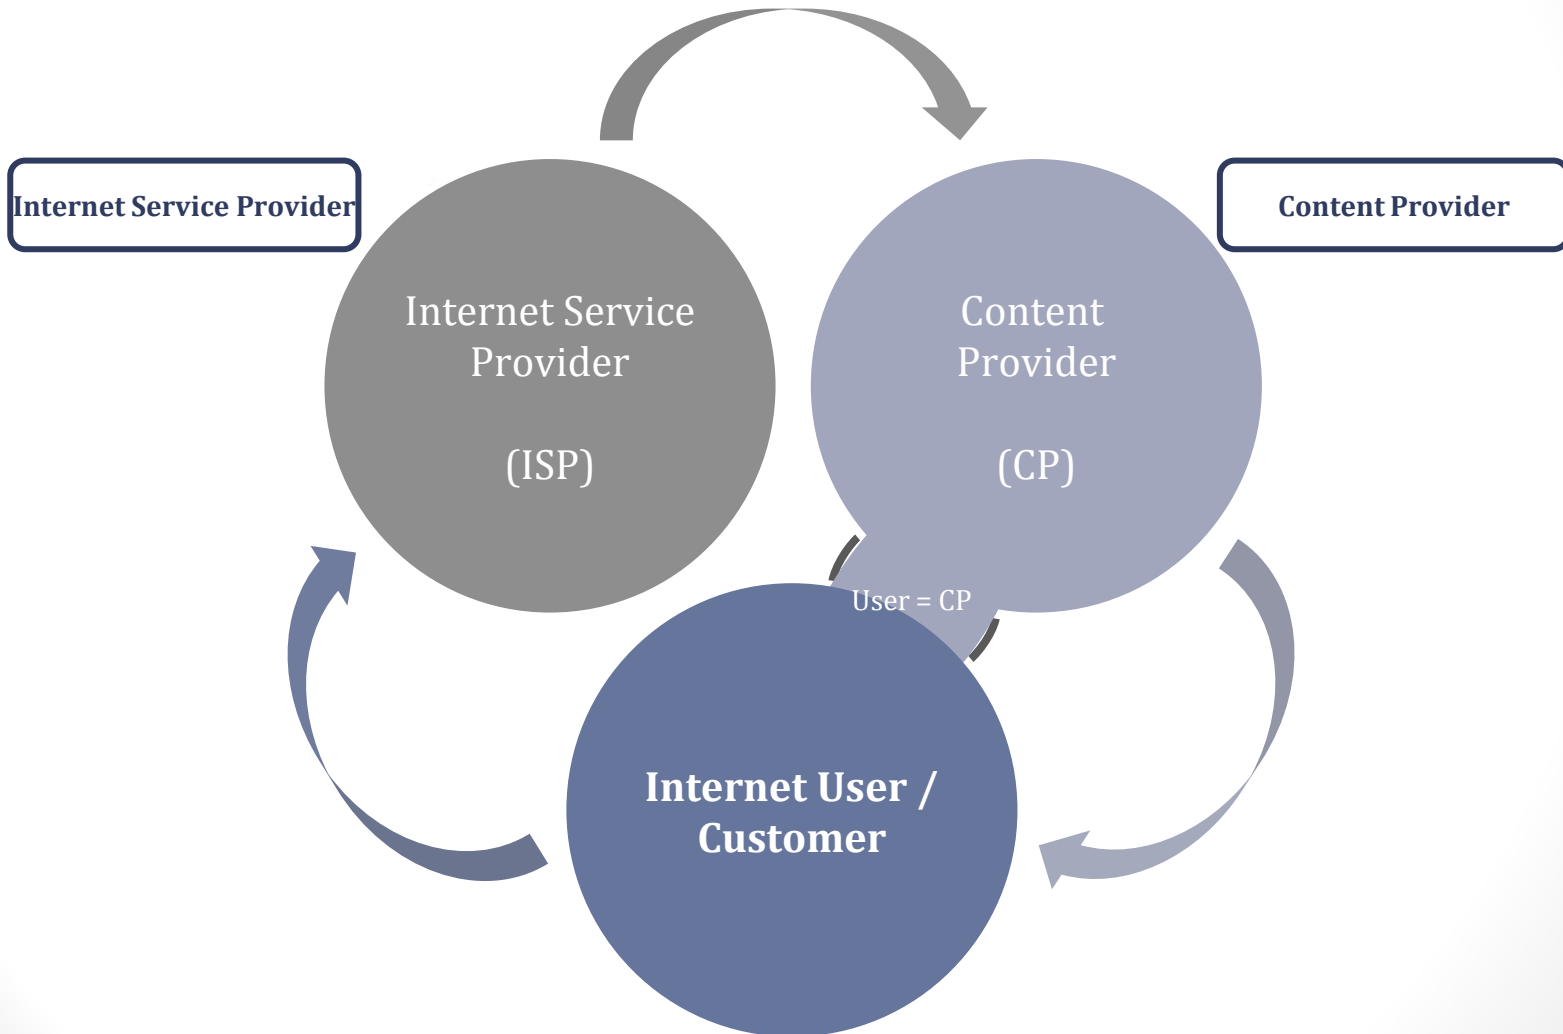 Internet Service Provider
Content Provider
Internet Service
Provider
(ISP)
Content
Provider
(CP)
User = CP
Internet User /
Customer